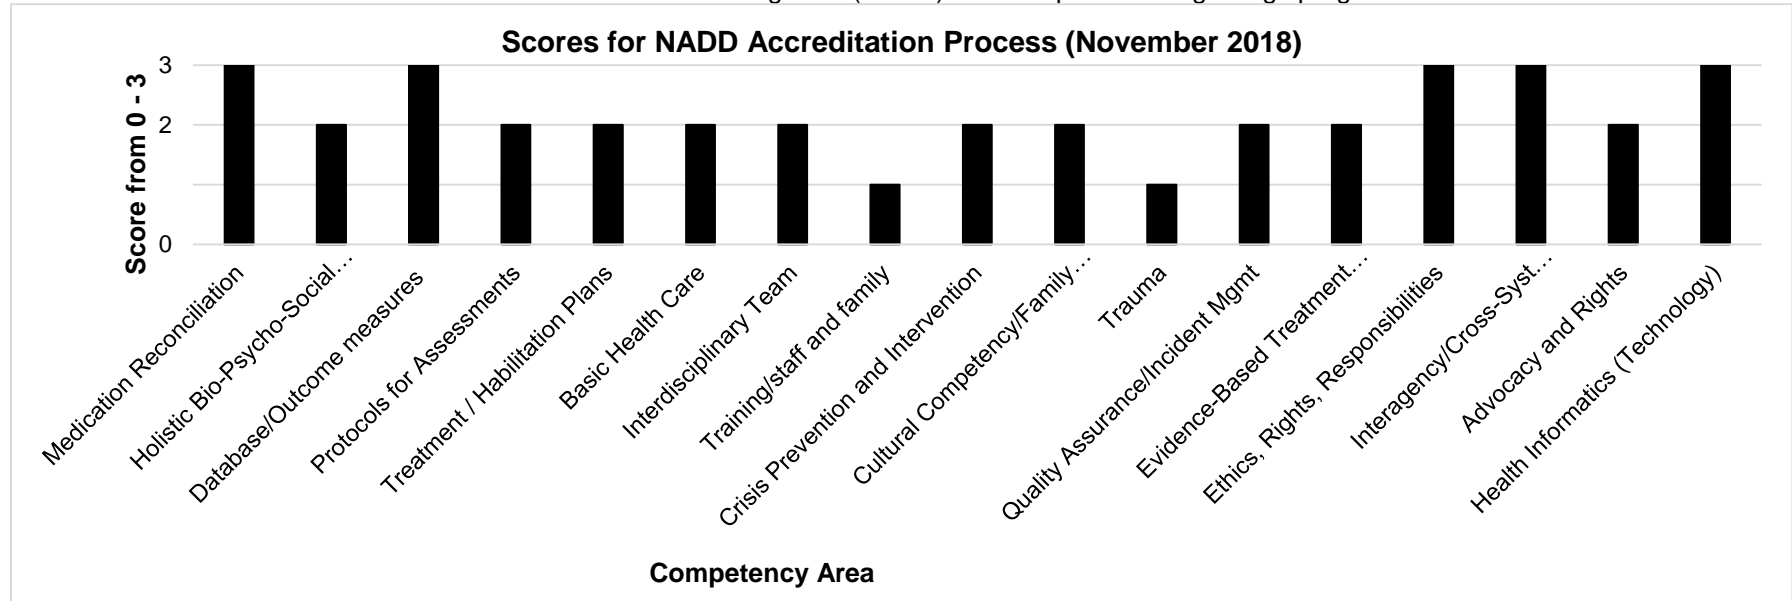 Scores for NADD Accreditation Process (November 2018)
Score from 0 - 3
3
2
0
Medication Reconciliation
Holistic Bio-Psycho-Social…
Database/Outcome measures
Protocols for Assessments
Treatment / Habilitation Plans
Basic Health Care
Interdisciplinary Team
Training/staff and family
Crisis Prevention and Intervention
Cultural Competency/Family…
Trauma
Quality Assurance/Incident Mgmt
Evidence-Based Treatment…
Ethics, Rights, Responsibilities
Interagency/Cross-Syst…
Advocacy and Rights
Health Informatics (Technology)
Competency Area